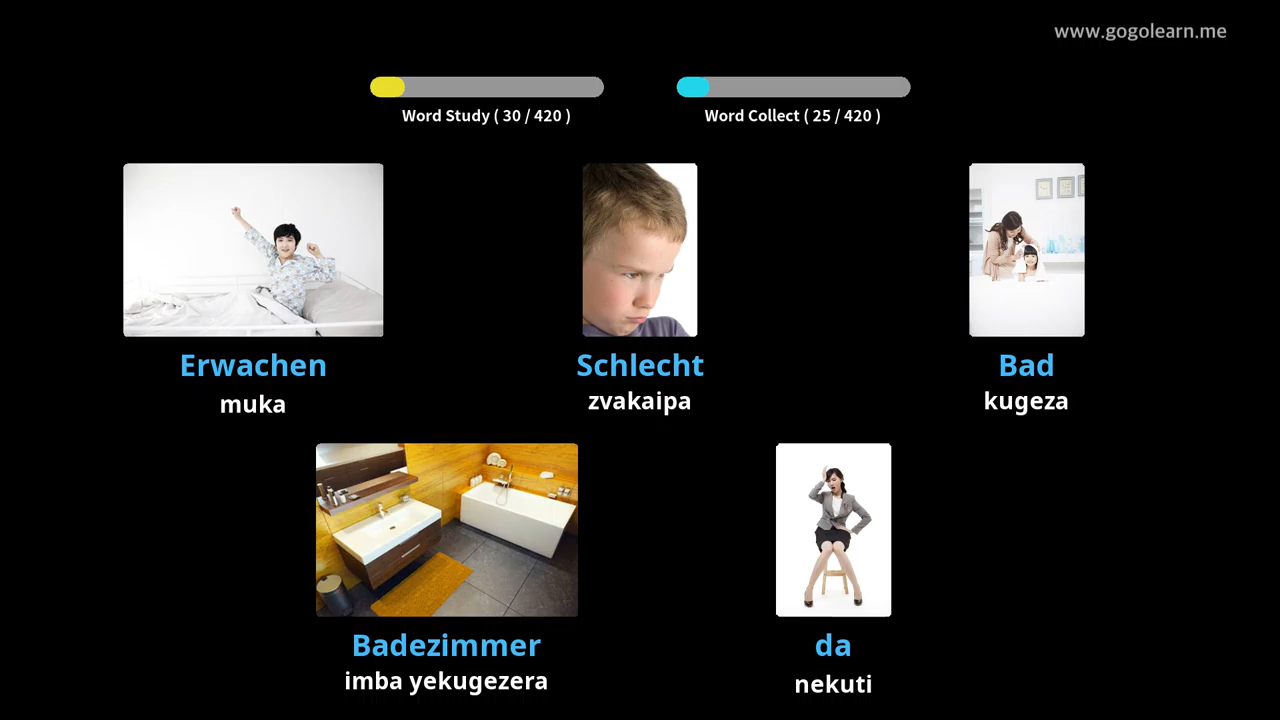 www.gogolearn.me
Word Study ( 30 / 420 )
Word Collect ( 25 / 420 )
Erwachen
muka
Schlecht
zvakaipa
Bad
kugeza
Badezimmer
imba yekugezera
da
nekuti